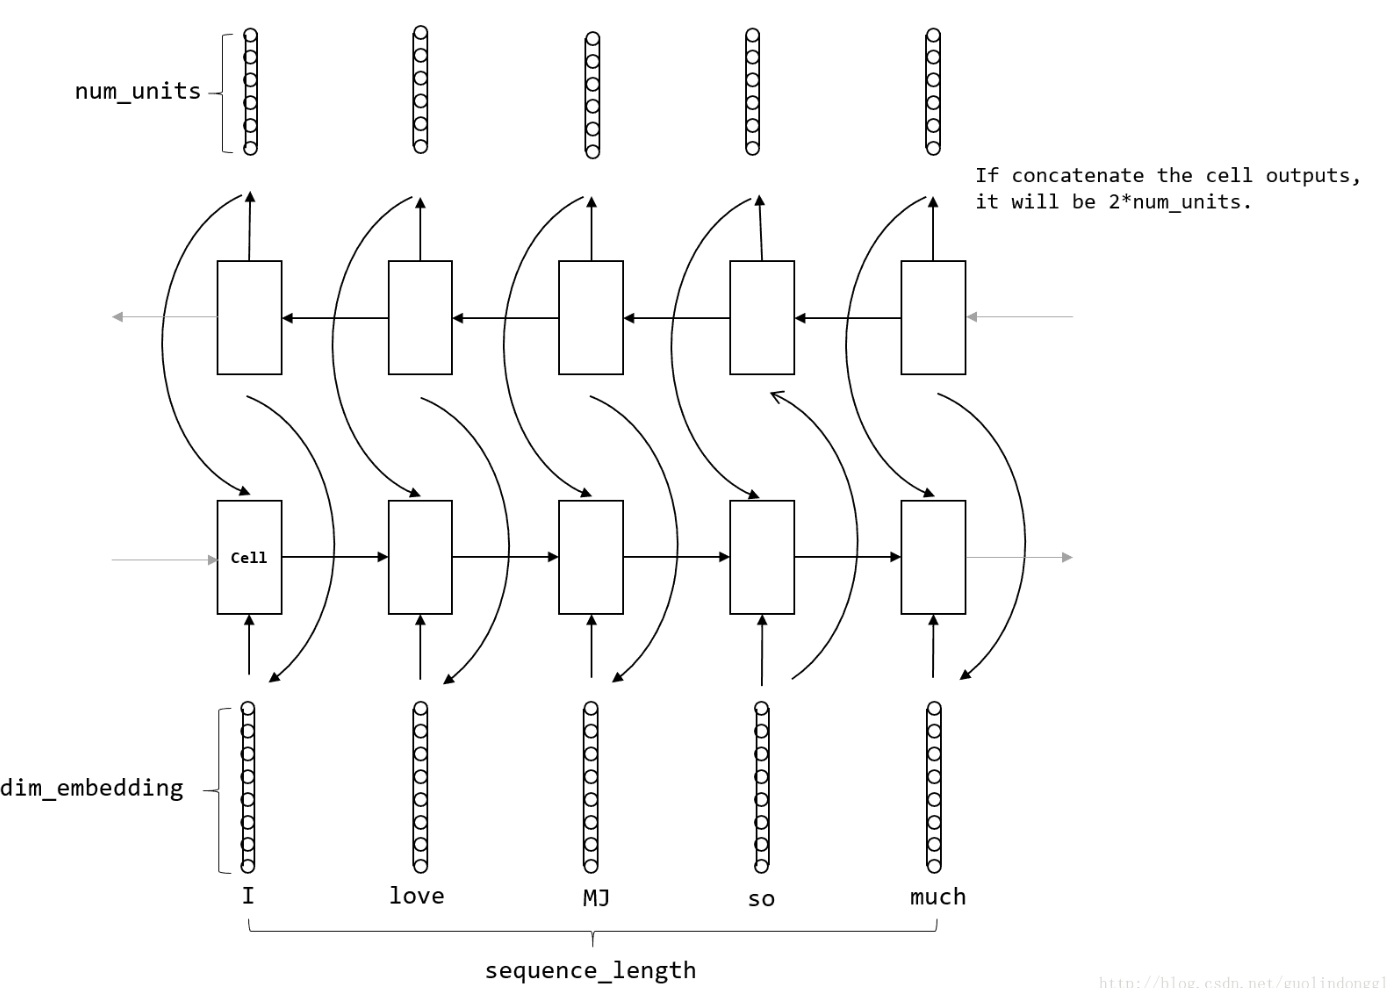 num_units
If concatenate the cell outputs,
it will be 2*num_units.
Cell
dim_embedding
I love MJ so much
sequence_length
http://blog.csdn.net/guolindonggl